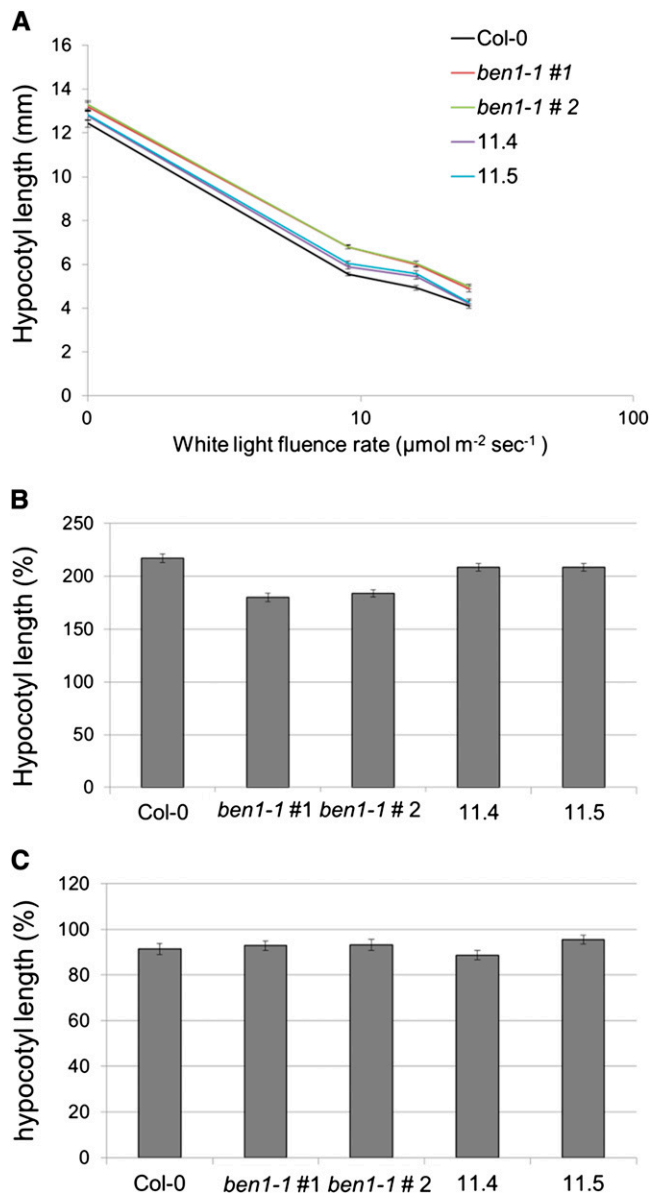 A
Hypocotyl length (mm)
16
14
12
10
8
6
4
2
0
0
10
100
White light fluence rate (µmol m-2 sec-1 )
Col-0
ben1-1 #1
ben1-1 # 2
11.4
11.5
B
Hypocotyl length (%)
250
200
150
100
50
0
Col-0
ben1-1 #1
ben1-1 # 2
11.4
11.5
C
hypocotyl length (%)
120
100
80
60
40
20
0
Col-0
ben1-1 #1
ben1-1 # 2
11.4
11.5